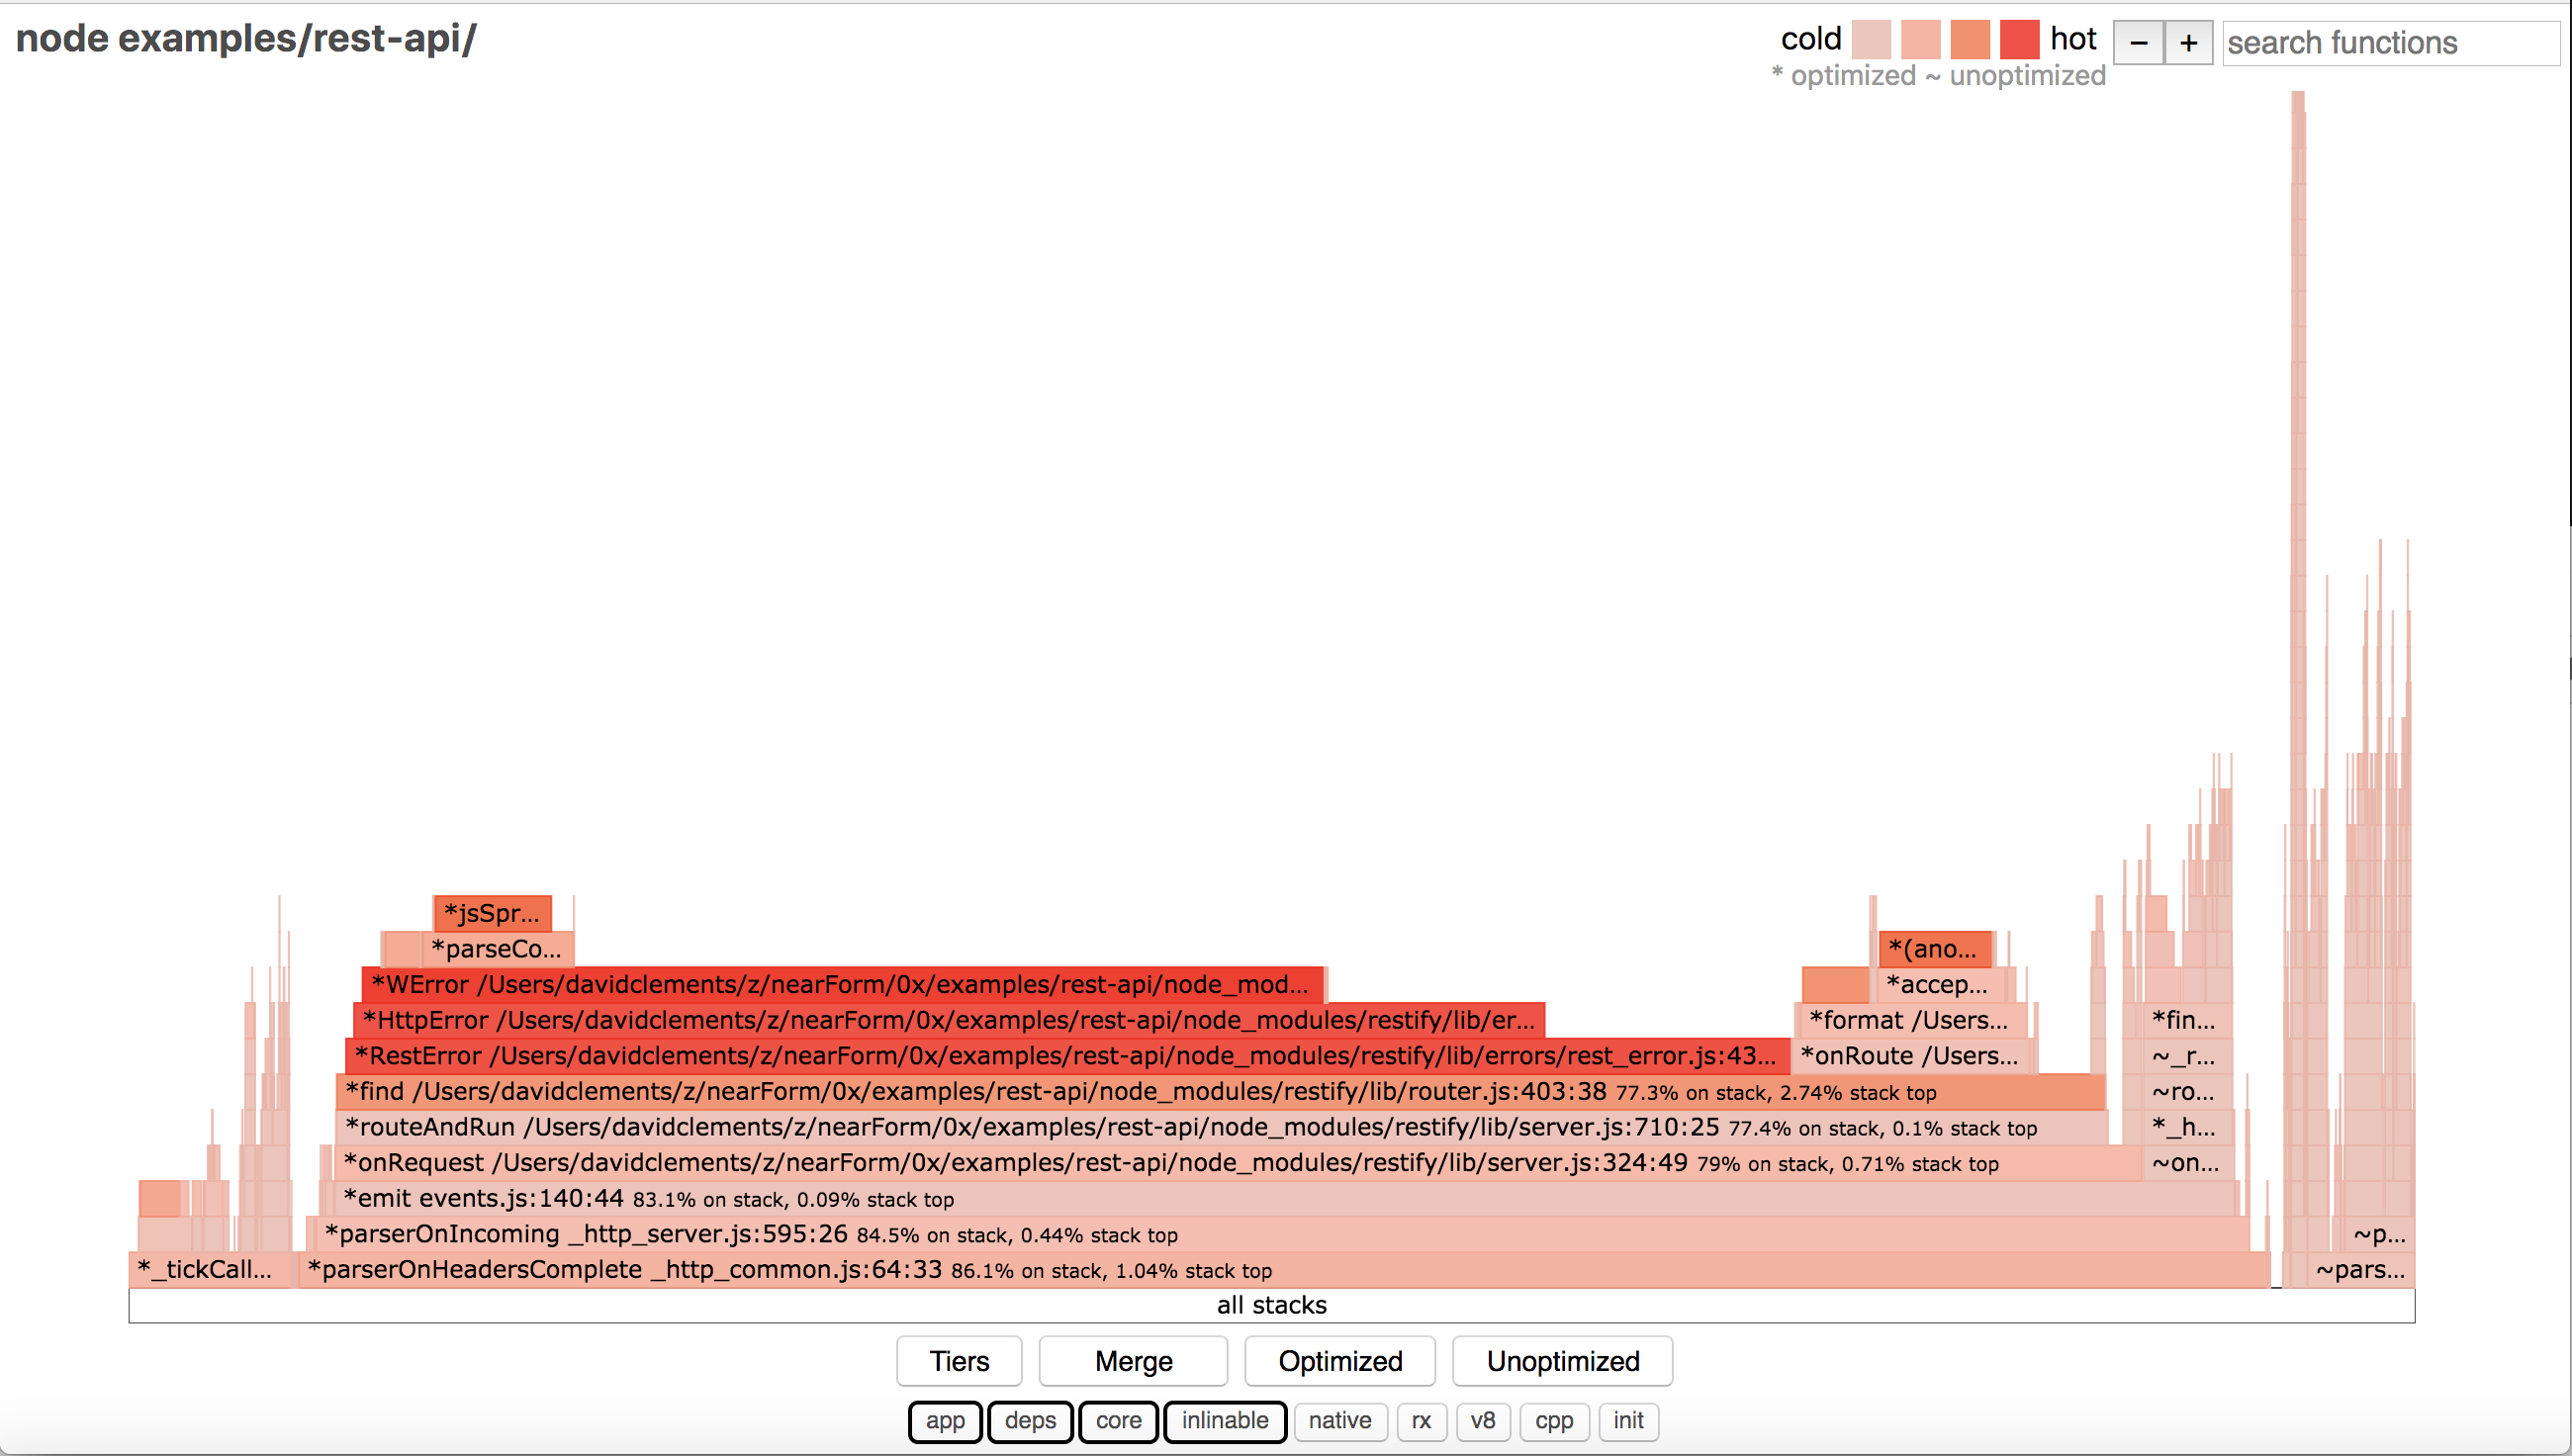 node examples/rest-api/
cold hot − + search functions
* optimized ~ unoptimized
*jsSpr...
*parseCo... *(ano...
*WError /Users/davidclements/z/nearForm/0x/examples/rest-api/node_mod... *accep...
*HttpError /Users/davidclements/z/nearForm/0x/examples/rest-api/node_modules/restify/lib/er... *format /Users... *fin...
*RestError /Users/davidclements/z/nearForm/0x/examples/rest-api/node_modules/restify/lib/errors/rest_error.js:43... *onRoute /Users... ~_r...
*find /Users/davidclements/z/nearForm/0x/examples/rest-api/node_modules/restify/lib/router.js:403:38 77.3% on stack, 2.74% stack top ~ro...
*routeAndRun /Users/davidclements/z/nearForm/0x/examples/rest-api/node_modules/restify/lib/server.js:710:25 77.4% on stack, 0.1% stack top *_h...
*onRequest /Users/davidclements/z/nearForm/0x/examples/rest-api/node_modules/restify/lib/server.js:324:49 79% on stack, 0.71% stack top ~on...
*emit events.js:140:44 83.1% on stack, 0.09% stack top
*parserOnIncoming _http_server.js:595:26 84.5% on stack, 0.44% stack top ~p...
*_tickCall... *parserOnHeadersComplete _http_common.js:64:33 86.1% on stack, 1.04% stack top ~pars...
all stacks
Tiers Merge Optimized Unoptimized
app deps core inlinable native rx v8 cpp init